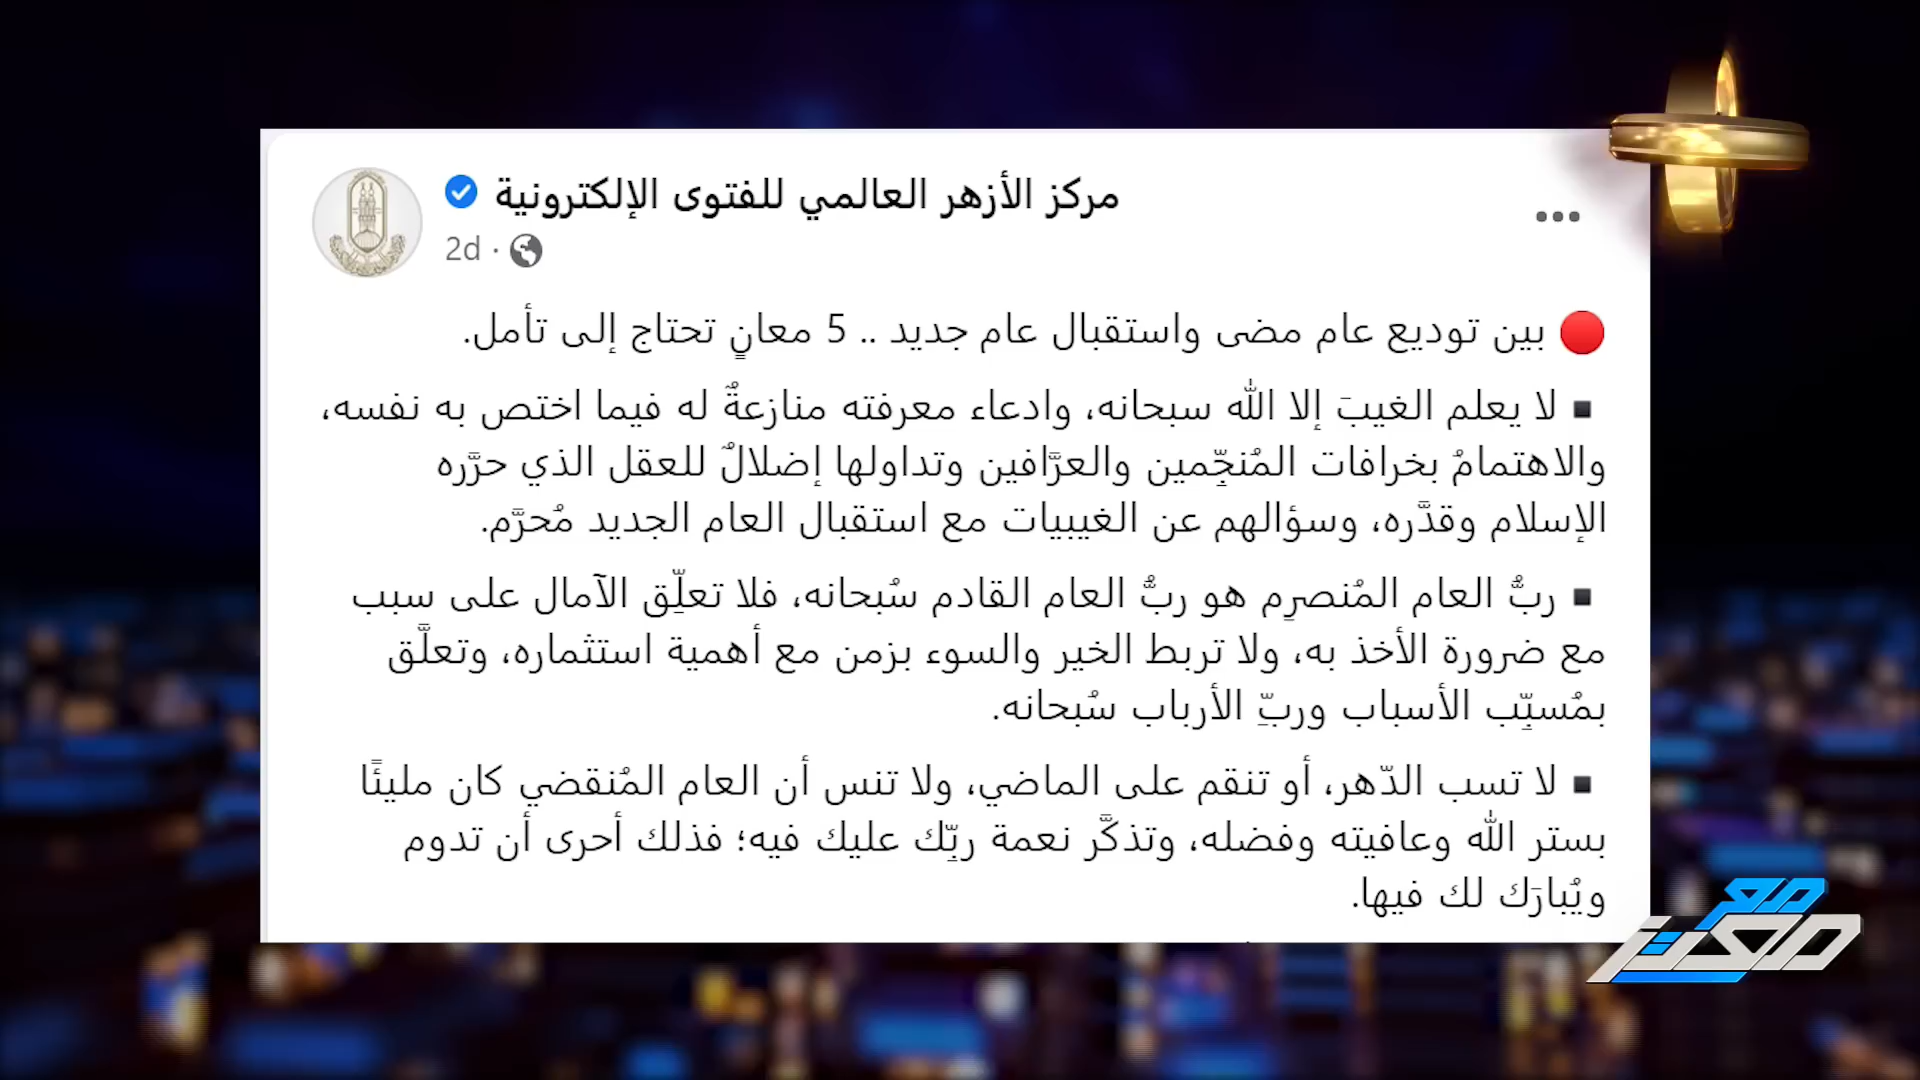 مركز الأزهر العالمي للفتوى الإلكترونية
2d ·
بين توديع عام مضى واستقبال عام جديد .. 5 معانٍ تحتاج إلى تأمل.
▪ لا يعلم الغيبَ إلا الله سبحانه، وادعاء معرفته منازعةٌ له فيما اختص به نفسه،
والاهتمامُ بخرافات المُنجِّمين والعرَّافين وتداولها إضلالٌ للعقل الذي حرَّره
الإسلام وقدَّره، وسؤالهم عن الغيبيات مع استقبال العام الجديد مُحرَّم.
▪ ربُّ العام المُنصرِم هو ربُّ العام القادم سُبحانه، فلا تعلِّق الآمال على سبب
مع ضرورة الأخذ به، ولا تربط الخير والسوء بزمن مع أهمية استثماره، وتعلَّق
بمُسبِّب الأسباب وربِّ الأرباب سُبحانه.
▪ لا تسب الدّهر، أو تنقم على الماضي، ولا تنس أن العام المُنقضي كان مليئًا
بستر الله وعافيته وفضله، وتذكَّر نعمة ربِّك عليك فيه؛ فذلك أحرى أن تدوم
ويُبارَك لك فيها.
مع